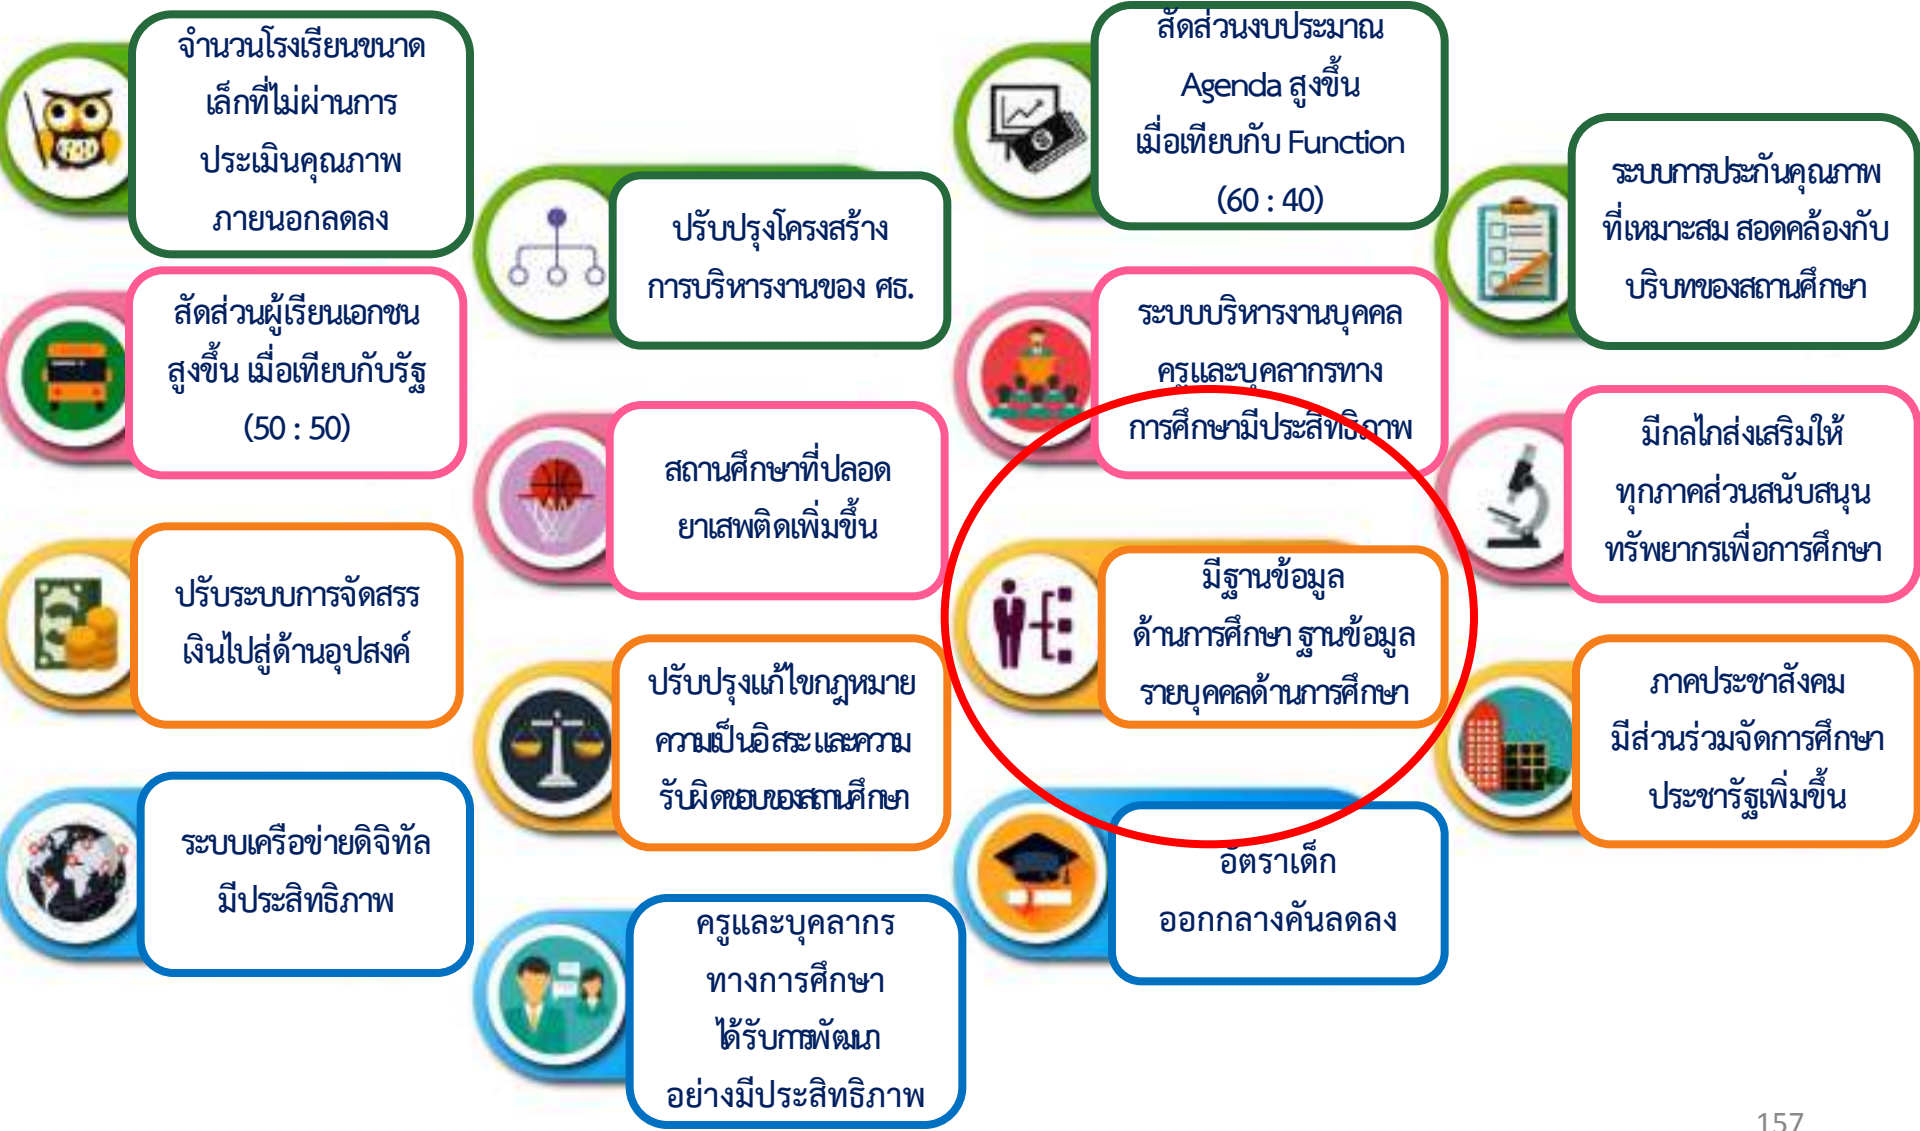 จำนวนโรงเรียนขนาด
เล็กที่ไม่ผ่านการ
ประเมินคุณภาพ
ภายนอกลดลง
สัดส่วนผู้เรียนเอกชน
สูงขึ้น เมื่อเทียบกับรัฐ
(50 : 50)
ปรับระบบการจัดสรร
เงินไปสู่ด้านอุปสงค์
ระบบเครือข่ายดิจิทัล
มีประสิทธิภาพ
ปรับปรุงโครงสร้าง
การบริหารงานของ ศธ.
สถานศึกษาที่ปลอด
ยาเสพติดเพิ่มขึ้น
ปรับปรุงแก้ไขกฎหมาย
ความเป็นอิสระ และความ
รับผิดชอบของสถานศึกษา
ครูและบุคลากร
ทางการศึกษา
ได้รับการพัฒนา
อย่างมีประสิทธิภาพ
สัดส่วนงบประมาณ
Agenda สูงขึ้น
เมื่อเทียบกับ Function
(60 : 40)
ระบบบริหารงานบุคคล
ครูและบุคลากรทาง
การศึกษามีประสิทธิภาพ
มีฐานข้อมูล
ด้านการศึกษา ฐานข้อมูล
รายบุคคลด้านการศึกษา
อัตราเด็ก
ออกกลางคันลดลง
ระบบการประกันคุณภาพ
ที่เหมาะสม สอดคล้องกับ
บริบทของสถานศึกษา
มีกลไกส่งเสริมให้
ทุกภาคส่วนสนับสนุน
ทรัพยากรเพื่อการศึกษา
ภาคประชาสังคม
มีส่วนร่วมจัดการศึกษา
ประชารัฐเพิ่มขึ้น
157